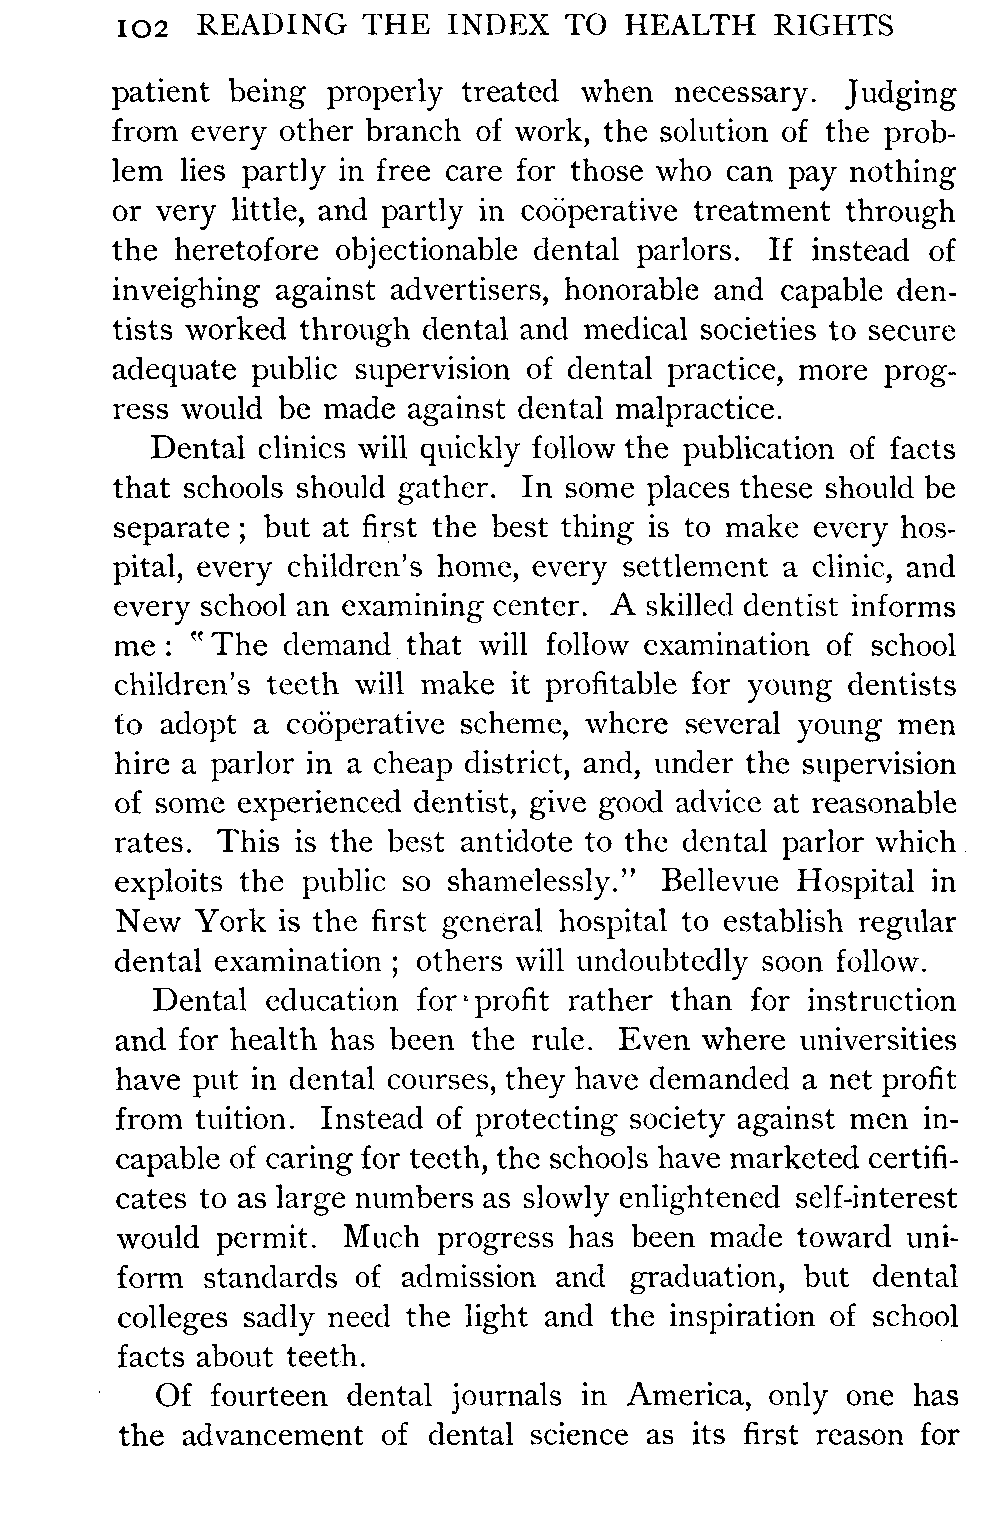 102 READING THE INDEX TO HEALTH RIGHTS
patient being properly treated when necessary. Judging
from every other branch of work, the solution of the prob-
lem lies partly in free care for those who can pay nothing
or very little, and partly in coöperative treatment through
the heretofore objectionable dental parlors. If instead of
inveighing against advertisers, honorable and capable den-
tists worked through dental and medical societies to secure
adequate public supervision of dental practice, more prog-
ress would be made against dental malpractice.
Dental clinics will quickly follow the publication of facts
that schools should gather. In some places these should be
separate ; but at first the best thing is to make every hos-
pital, every children's home, every settlement a clinic, and
every school an examining center. A skilled dentist informs
me : "The demand that will follow examination of school
children's teeth will make it profitable for young dentists
to adopt a coöperative scheme, where several young men
hire a parlor in a cheap district, and, under the supervision
of some experienced dentist, give good advice at reasonable
rates. This is the best antidote to the dental parlor which
exploits the public so shamelessly." Bellevue Hospital in
New York is the first general hospital to establish regular
dental examination ; others will undoubtedly soon follow.
Dental education for profit rather than for instruction
and for health has been the rule. Even where universities
have put in dental courses, they have demanded a net profit
from tuition. Instead of protecting society against men in-
capable of caring for teeth, the schools have marketed certifi-
cates to as large numbers as slowly enlightened self-interest
would permit. Much progress has been made toward uni-
form standards of admission and graduation, but dental
colleges sadly need the light and the inspiration of school
facts about teeth.
Of fourteen dental journals in America, only one has
the advancement of dental science as its first reason for